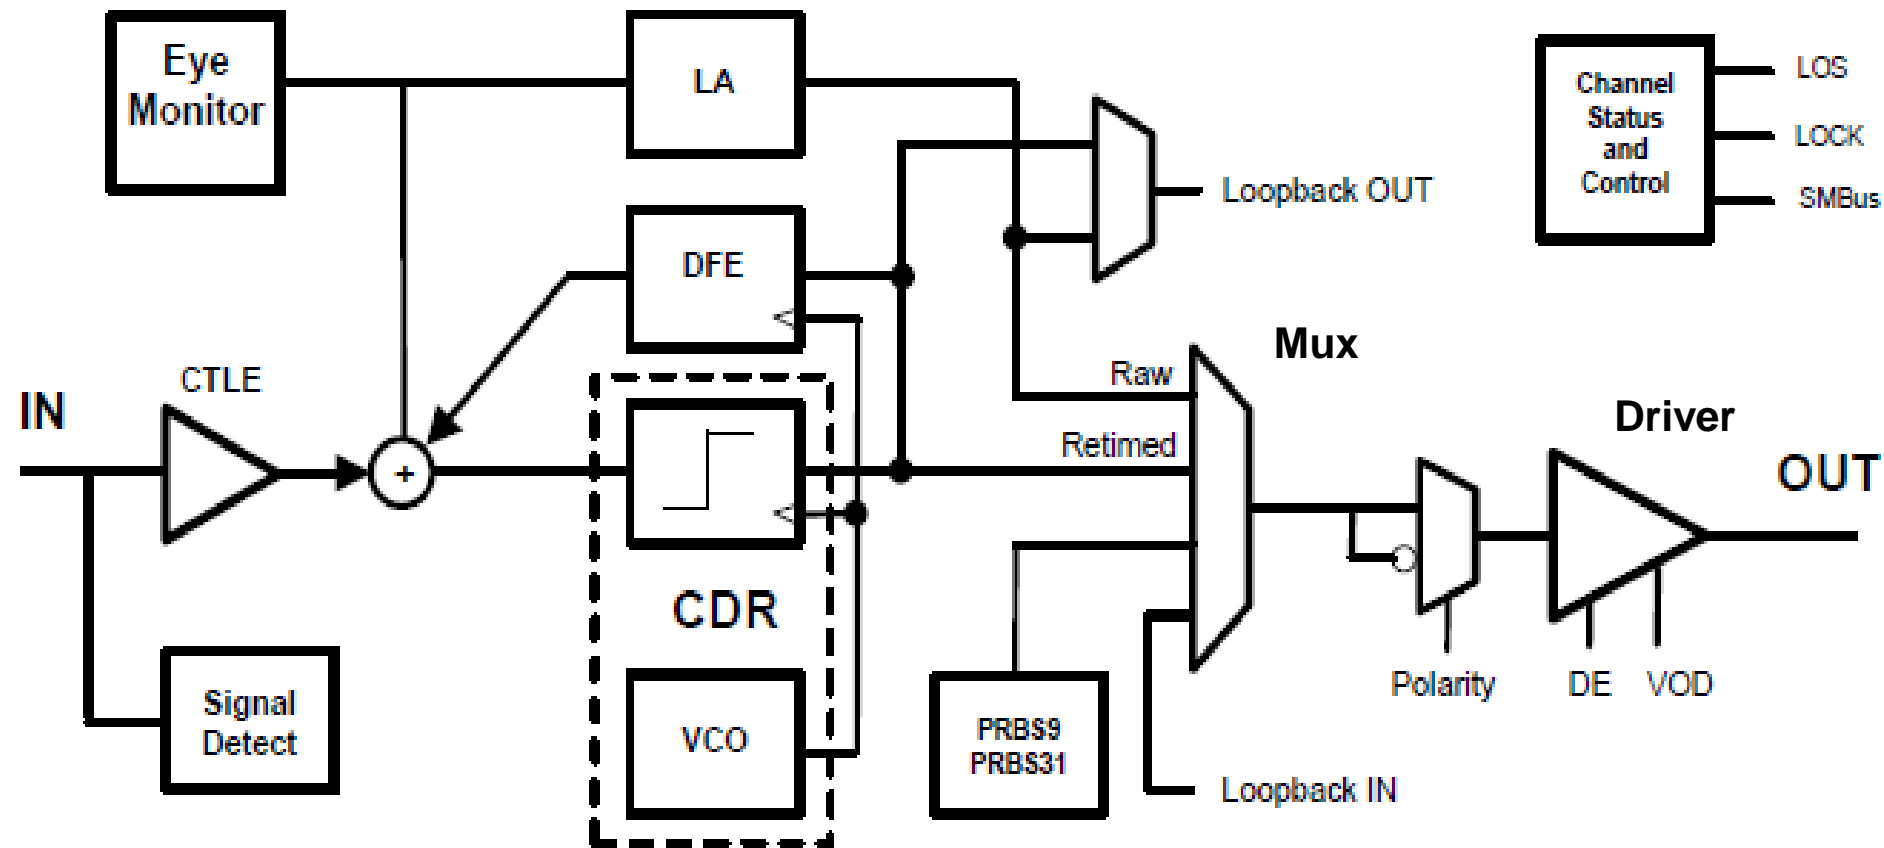 Eye
Monitor
LA
Channel
Status
and
Control
LOS
LOCK
SMBus
Loopback OUT
DFE
Mux
CTLE
Raw
IN
Driver
Retimed
+
OUT
CDR
Polarity
DE
VOD
Signal
Detect
VCO
PRBS9
PRBS31
Loopback IN